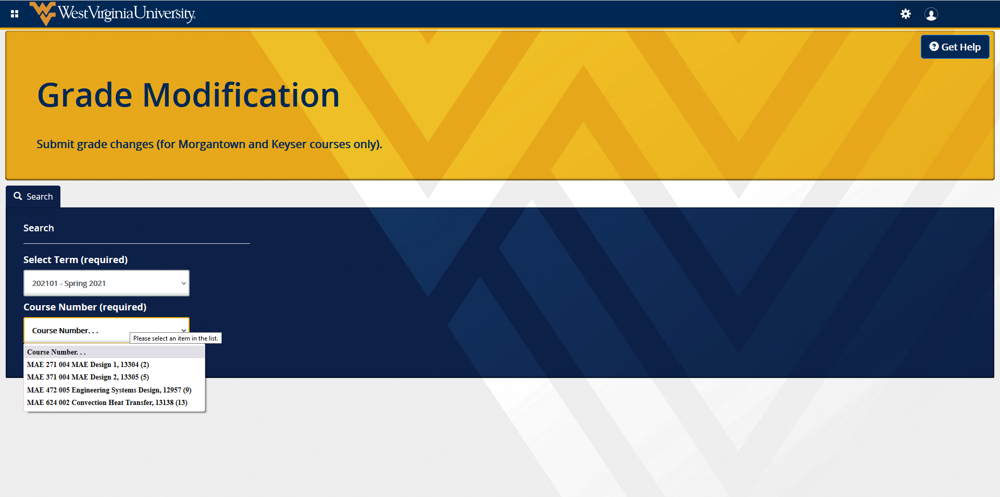 WestVirginiaUniversity.
Get Help
Grade Modification
Submit grade changes (for Morgantown and Keyser courses only).
Search
Search
Select Term (required)
202101 - Spring 2021
Course Number (required)
Course Number. . .
Please select an item in the list.
Course Number. . .
MAE 271 004 MAE Design 1, 13304 (2)
MAE 371 004 MAE Design 2, 13305 (5)
MAE 472 005 Engineering Systems Design, 12957 (9)
MAE 624 002 Convection Heat Transfer, 13138 (13)